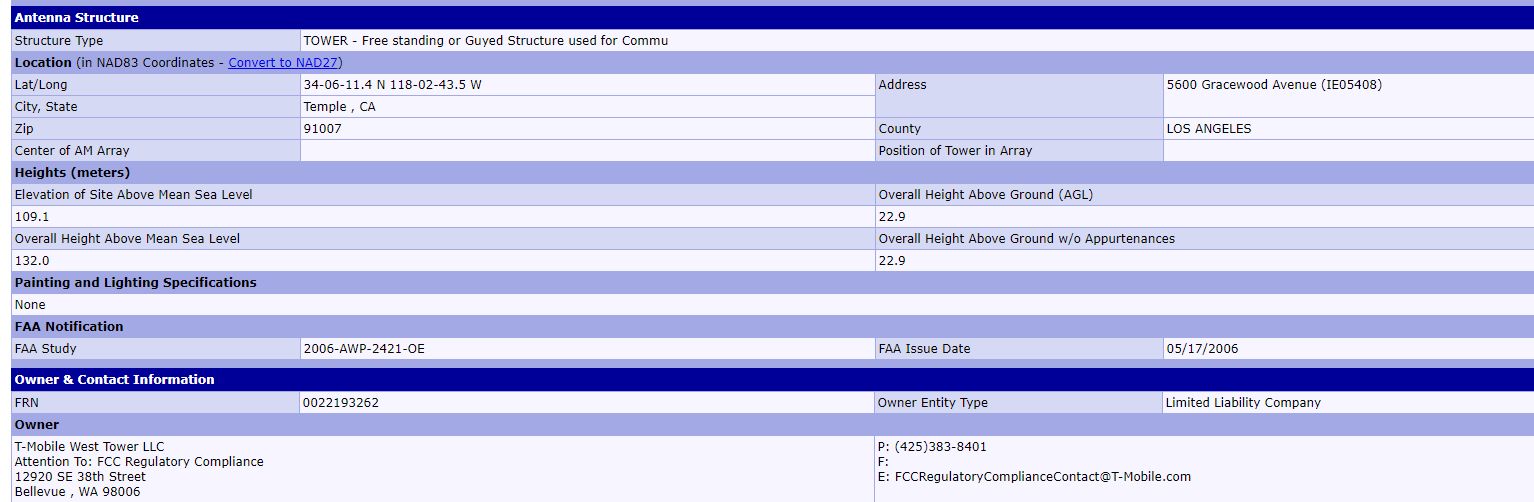 Antenna Structure
Structure Type TOWER - Free standing or Guyed Structure used for Commu
Location (in NAD83 Coordinates - Convert to NAD27)
Lat/Long 34-06-11.4 N 118-02-43.5 W Address 5600 Gracewood Avenue (IE05408)
City, State Temple , CA
Zip 91007 County LOS ANGELES
Center of AM Array Position of Tower in Array
Heights (meters)
Elevation of Site Above Mean Sea Level Overall Height Above Ground (AGL)
109.1 22.9
Overall Height Above Mean Sea Level Overall Height Above Ground w/o Appurtenances
132.0 22.9
Painting and Lighting Specifications
None
FAA Notification
FAA Study 2006-AWP-2421-OE FAA Issue Date 05/17/2006
Owner & Contact Information
FRN 0022193262 Owner Entity Type Limited Liability Company
Owner
T-Mobile West Tower LLC P: (425)383-8401
Attention To: FCC Regulatory Compliance F:
12920 SE 38th Street E: FCCRegulatoryComplianceContact@T-Mobile.com
Bellevue , WA 98006